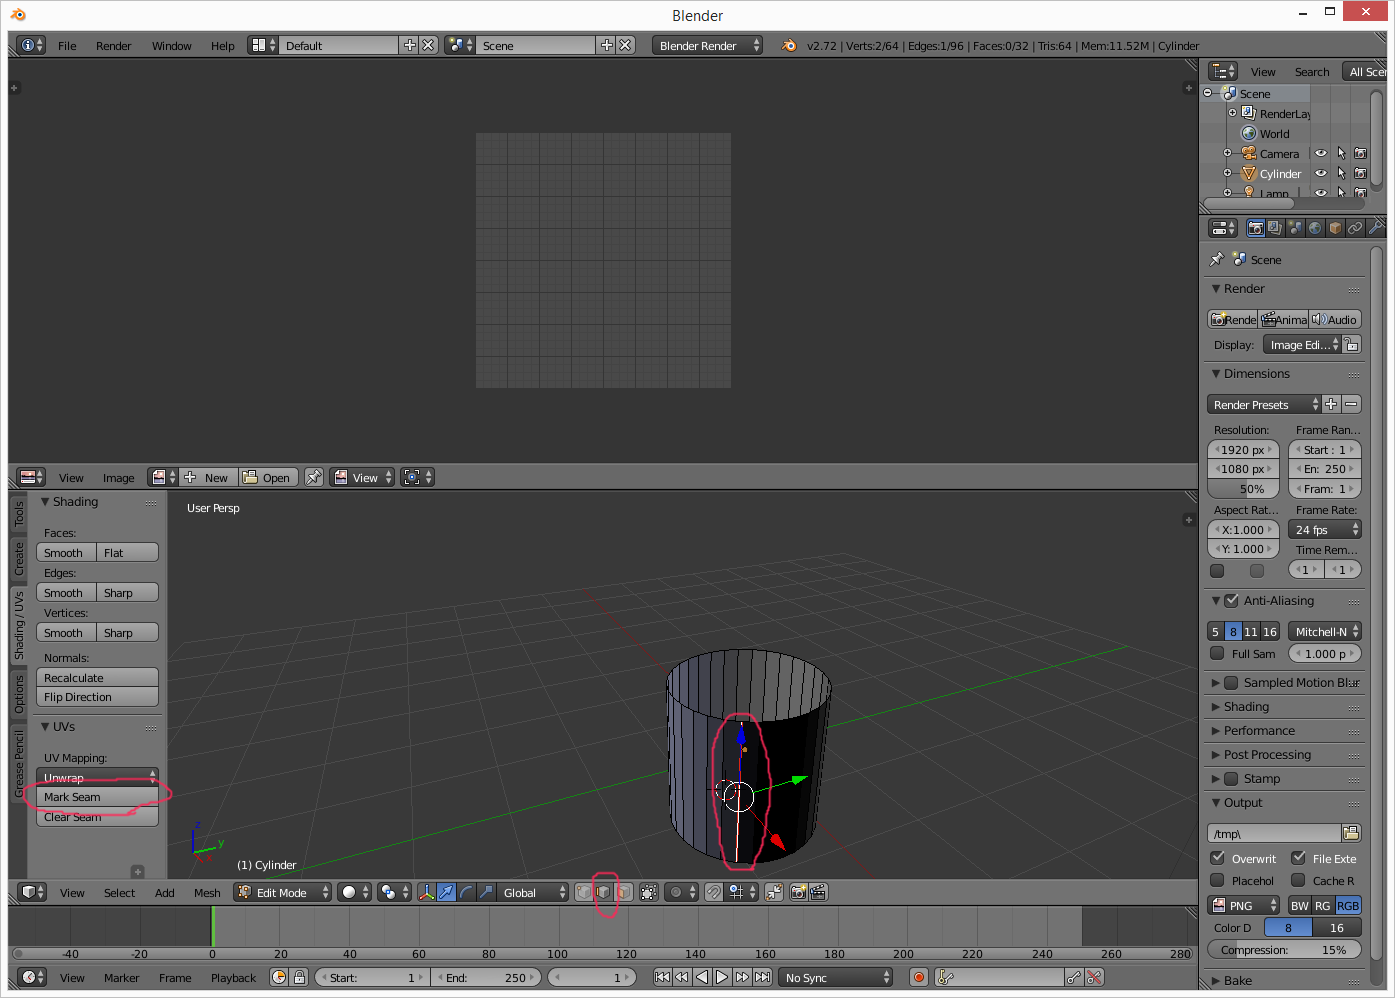 Blender
File Render Window Help Default Scene Blender Render v2.72 | Verts:2/64 | Edges:1/96 | Faces:0/32 | Tris:64 | Mem:11.52M | Cylinder
View Search All Scer
Scene
RenderLay
World
Camera
Cylinder
Lamp
Scene
Render
Rende Anima Audio
Display: Image Edi...
Dimensions
Render Presets
Resolution: Frame Ran...
1920 px Start : 1
1080 px En: 250
50% Fram: 1
Aspect Rat... Frame Rate:
X:1.000 24 fps
Y: 1.000 Time Rem...
1 1
Anti-Aliasing
5 8 11 16 Mitchell-N
Full Sam 1.000 p
Sampled Motion Blur
Shading
Performance
Post Processing
Stamp
Output
/tmp\
Overwrit File Exte
Placehol Cache R
PNG BW RG RGB
Color D 8 16
Compression: 15%
Bake
View Image New Open View
Tools
Create
Shading / UVs
Options
Grease Pencil
Shading
Faces:
Smooth Flat
Edges:
Smooth Sharp
Vertices:
Smooth Sharp
Normals:
Recalculate
Flip Direction
UVs
UV Mapping:
Unwrap
Mark Seam
Clear Seam
User Persp
z
y
x
(1) Cylinder
View Select Add Mesh Edit Mode Global
-40 -20 0 20 40 60 80 100 120 140 160 180 200 220 240 260 280
View Marker Frame Playback Start: 1 End: 250 1 No Sync